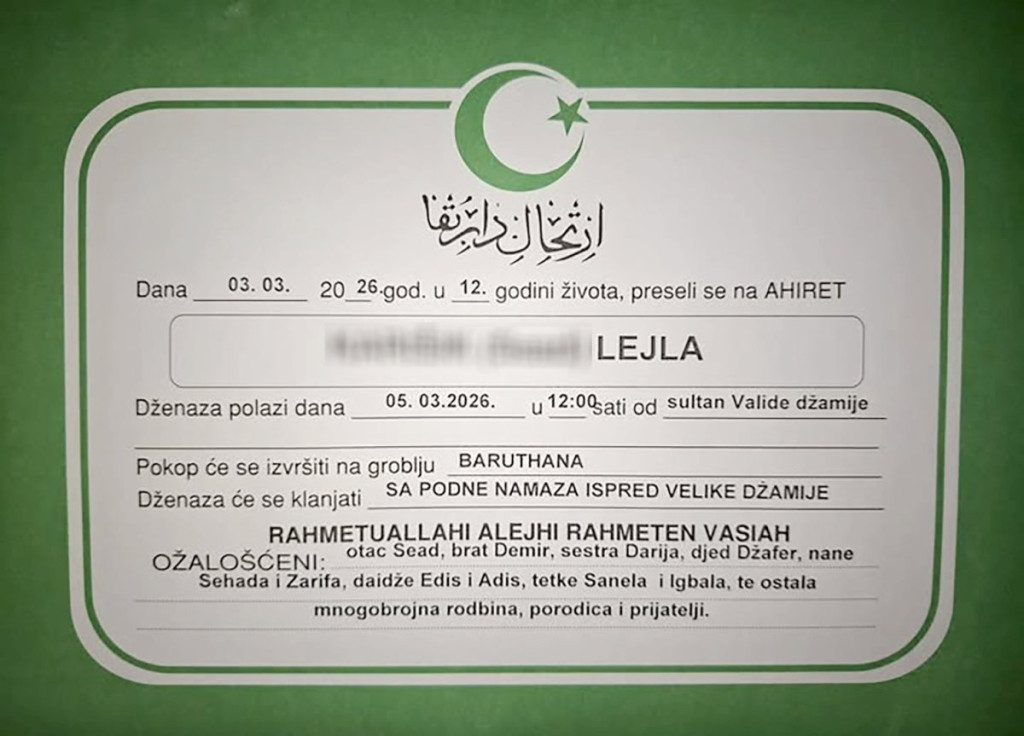 ارتحال دار بقا
Dana 03. 03. 20 26. god. u 12. godini života, preseli se na AHIRET
LEJLA
Dženaza polazi dana 05. 03.2026. u 12:00 sati od sultan Valide džamije
Pokop će se izvršiti na groblju BARUTHANA
Dženaza će se klanjati SA PODNE NAMAZA ISPRED VELIKE DŽAMIJE
RAHMETUALLAHI ALEJHI RAHMETEN VASIAH
OŽALOŠĆENI: otac Sead, brat Demir, sestra Darija, djed Džafer, nane
Sehada i Zarifa, daidže Edis i Adis, tetke Sanela i Igbala, te ostala
mnogobrojna rodbina, porodica i prijatelji.